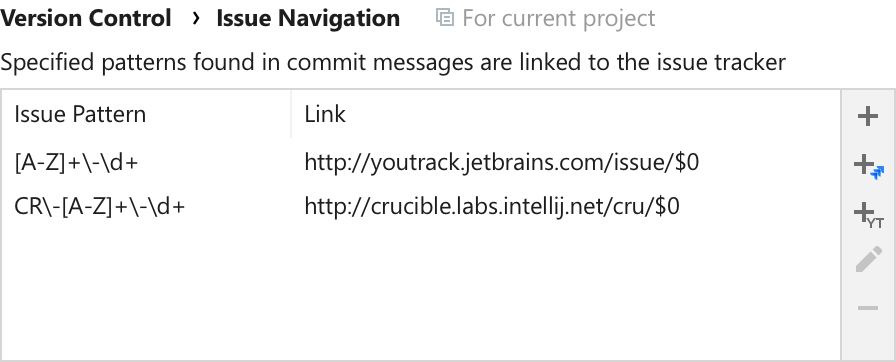 Version Control › Issue Navigation For current project
Specified patterns found in commit messages are linked to the issue tracker
Issue Pattern Link
[A-Z]+\-\d+ http://youtrack.jetbrains.com/issue/$0
CR\-[A-Z]+\-\d+ http://crucible.labs.intellij.net/cru/$0
YT